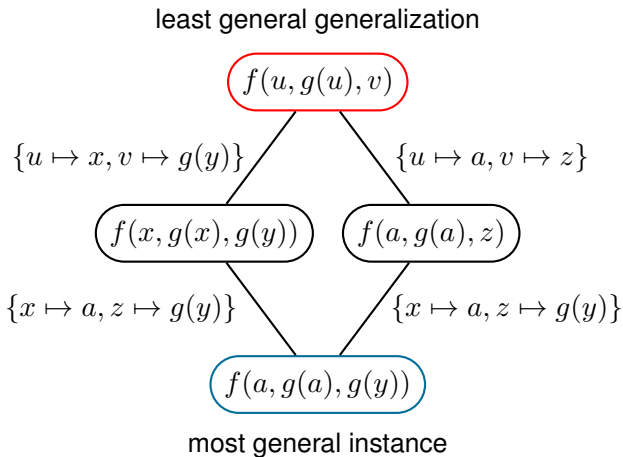 least general generalization
f(u, g(u), v)
{u ↦ x, v ↦ g(y)}
{u ↦ a, v ↦ z}
f(x, g(x), g(y))
f(a, g(a), z)
{x ↦ a, z ↦ g(y)}
{x ↦ a, z ↦ g(y)}
f(a, g(a), g(y))
most general instance